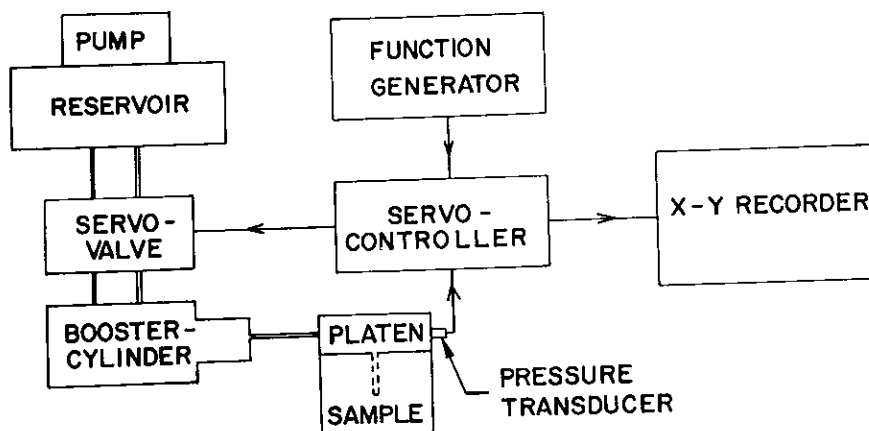 PUMP
RESERVOIR
FUNCTION
GENERATOR
SERVO-
VALVE
SERVO-
CONTROLLER
X-Y RECORDER
BOOSTER-
CYLINDER
PLATEN
SAMPLE
PRESSURE
TRANSDUCER